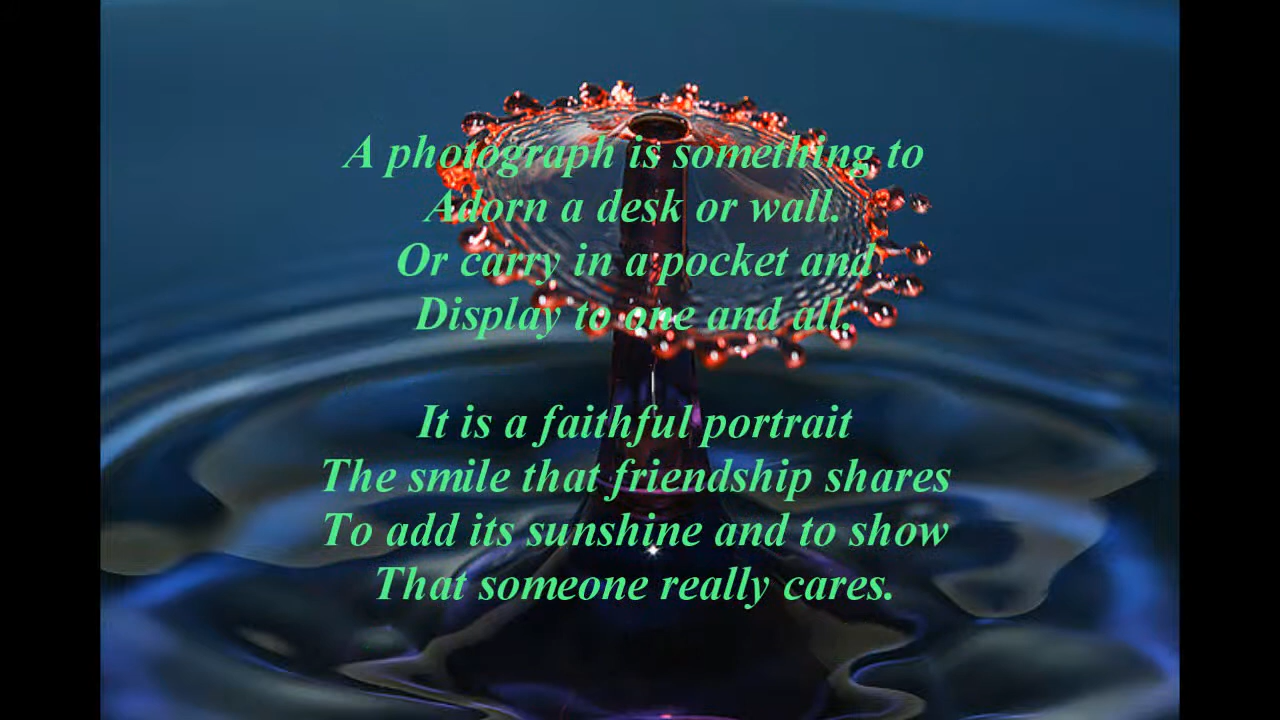 A photograph is something to
Adorn a desk or wall.
Or carry in a pocket and
Display to one and all.
It is a faithful portrait
The smile that friendship shares
To add its sunshine and to show
That someone really cares.